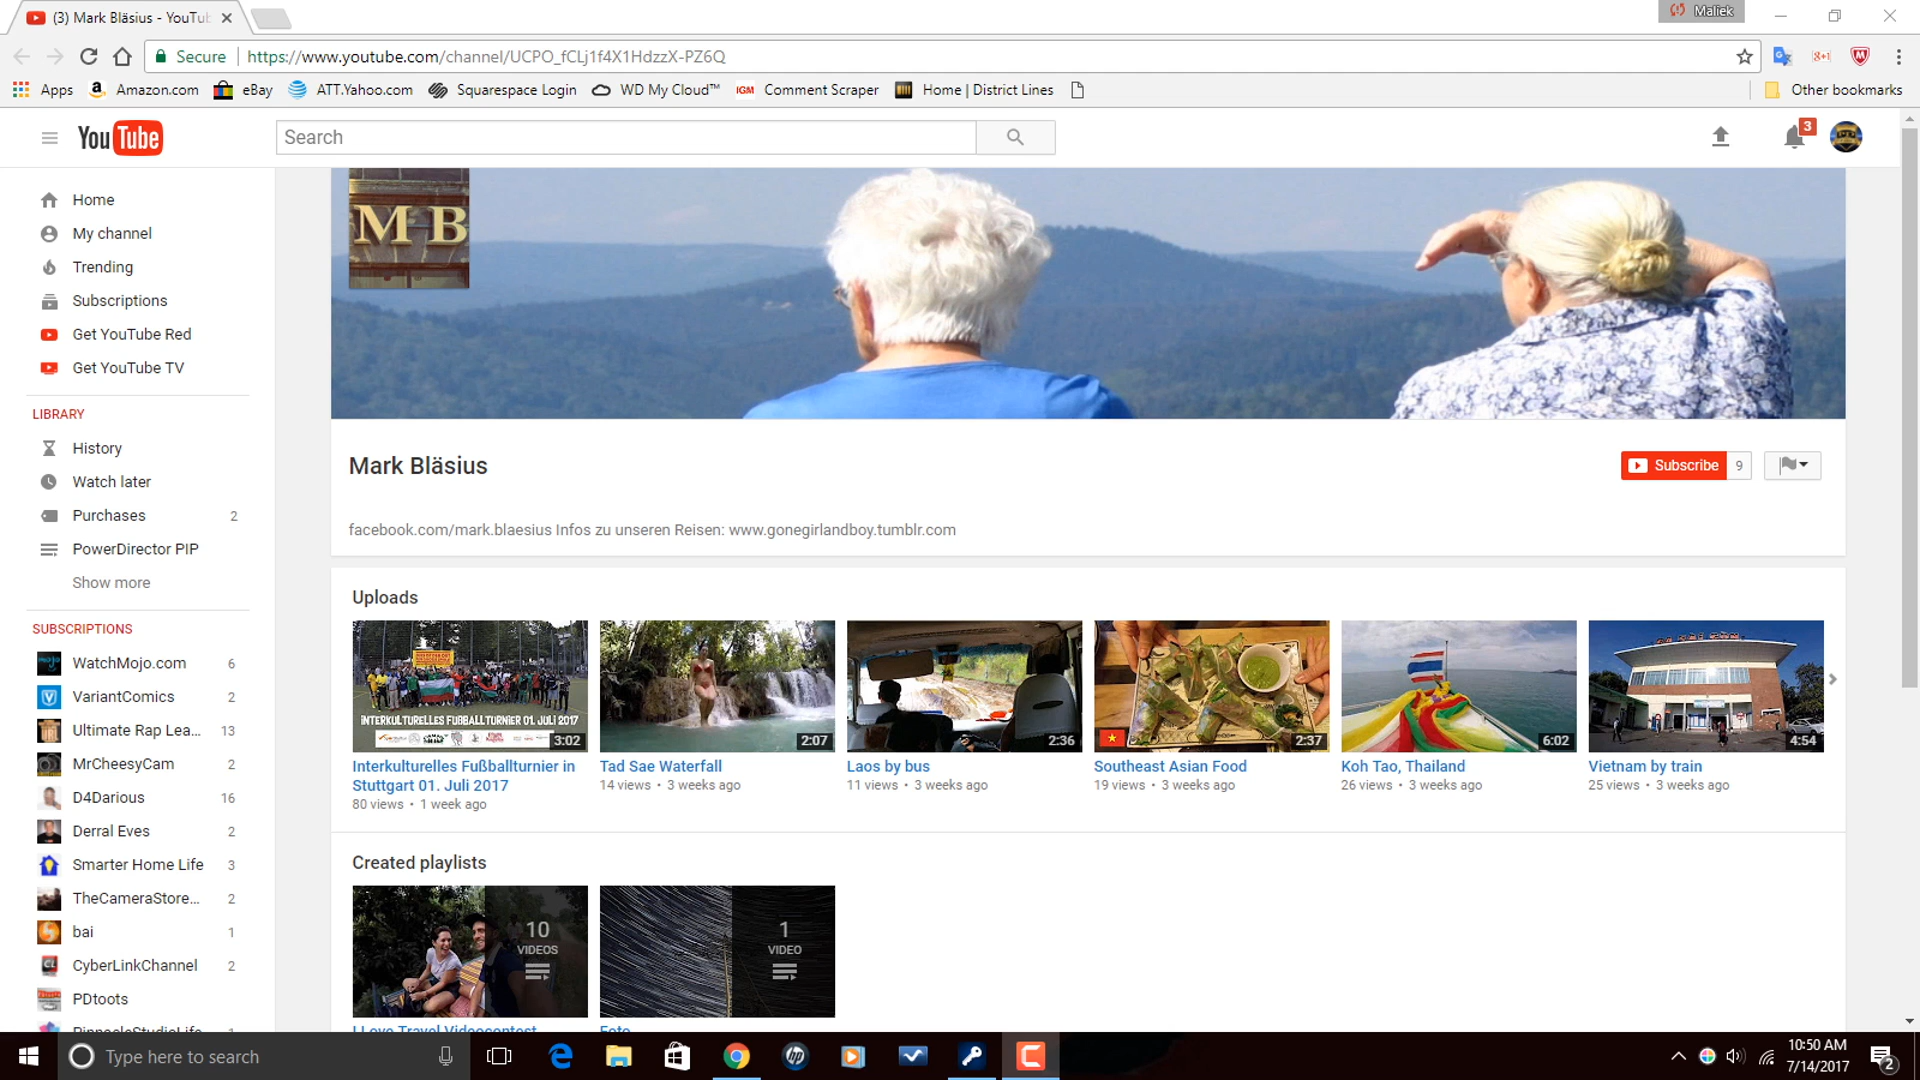 (3) Mark Bläsius - YouTub
Maliek
Secure
https://www.youtube.com/channel/UCPO_fCLj1f4X1HdzzX-PZ6Q
Apps
Amazon.com
eBay
ATT.Yahoo.com
Squarespace Login
WD My Cloud™
IGM
Comment Scraper
Home | District Lines
Other bookmarks
YouTube
Search
3
Home
My channel
Trending
Subscriptions
Get YouTube Red
Get YouTube TV
LIBRARY
History
Watch later
Purchases 2
PowerDirector PIP
Show more
SUBSCRIPTIONS
WatchMojo.com 6
VariantComics 2
Ultimate Rap Lea... 13
MrCheesyCam 2
D4Darious 16
Derral Eves 2
Smarter Home Life 3
TheCameraStore... 2
bai 1
CyberLinkChannel 2
PDtoots
PinnacleStudioLife 1
M B
Mark Bläsius
Subscribe 9
facebook.com/mark.blaesius Infos zu unseren Reisen: www.gonegirlandboy.tumblr.com
Uploads
INTERKULTURELLES FUßBALLTURNIER 01. JULI 2017
3:02
Interkulturelles Fußballturnier in
Stuttgart 01. Juli 2017
80 views • 1 week ago
2:07
Tad Sae Waterfall
14 views • 3 weeks ago
2:36
Laos by bus
11 views • 3 weeks ago
2:37
Southeast Asian Food
19 views • 3 weeks ago
6:02
Koh Tao, Thailand
26 views • 3 weeks ago
4:54
Vietnam by train
25 views • 3 weeks ago
Created playlists
10
VIDEOS
I Love Travel Videocontest
1
VIDEO
Foto
Type here to search
10:50 AM
7/14/2017
2